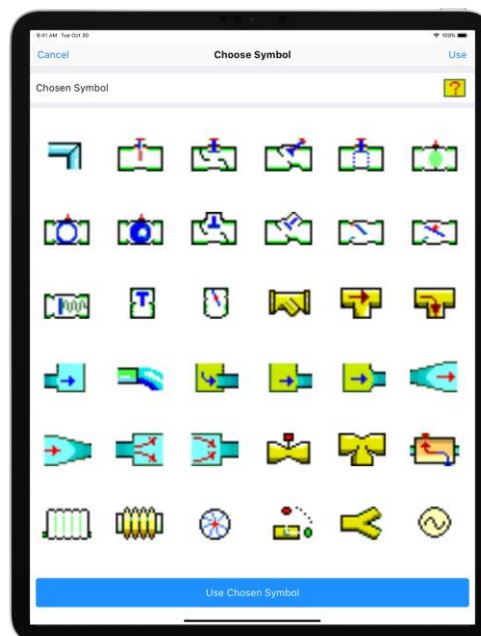 9:41 AM Tue Oct 30
100%
Cancel
Choose Symbol
Use
Chosen Symbol
?
Use Chosen Symbol